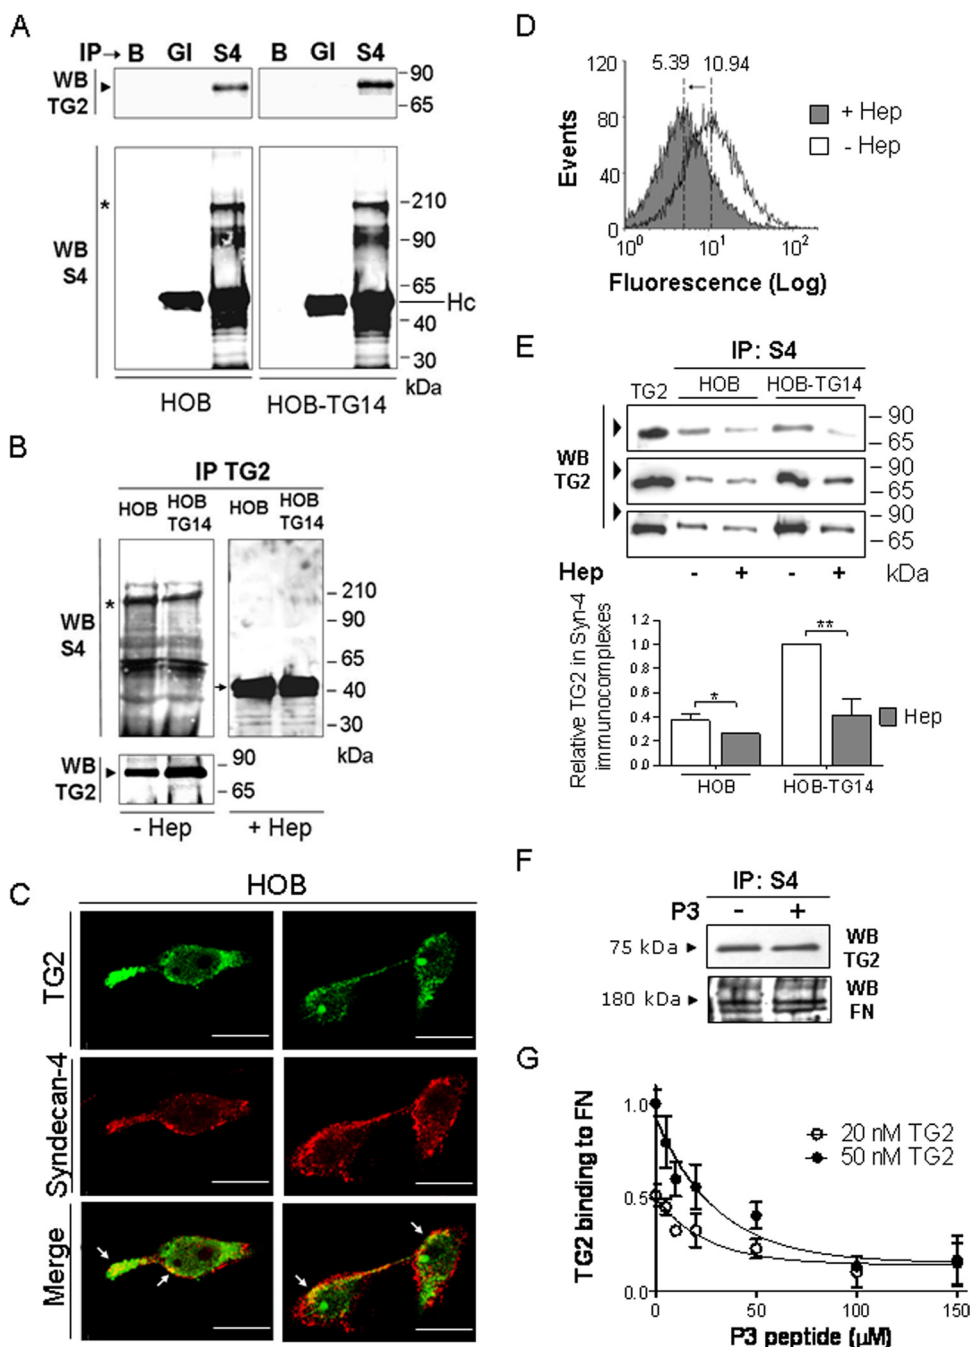 A
IP→ B GI S4 B GI S4
WB TG2
90
65
*
WB S4
210
90
65
Hc
40
30
kDa
HOB HOB-TG14
B
IP TG2
HOB HOB TG14 HOB HOB TG14
*
WB S4
210
90
65
40
30
kDa
WB TG2
90
65
- Hep + Hep
C
HOB
TG2
Syndecan-4
Merge
D
5.39 10.94
120
80
40
0
Events
10⁰ 10¹ 10²
Fluorescence (Log)
+ Hep
- Hep
E
IP: S4
TG2 HOB HOB-TG14
WB TG2
90
65
90
65
90
65
Hep - + - + kDa
Relative TG2 in Syn-4 immunocomplexes
1.2
1.0
0.8
0.6
0.4
0.2
0.0
*
**
Hep
HOB HOB-TG14
F
IP: S4
P3 - +
75 kDa WB TG2
180 kDa WB FN
G
TG2 binding to FN
1.0
0.5
0.0
20 nM TG2
50 nM TG2
0 50 100 150
P3 peptide (µM)